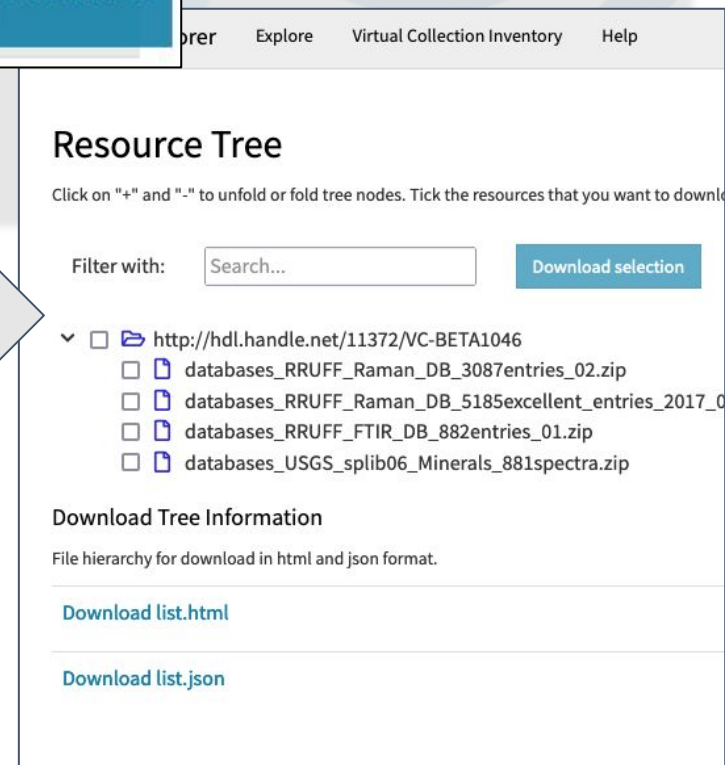 Explore Virtual Collection Inventory Help
Resource Tree
Click on "+" and "-" to unfold or fold tree nodes. Tick the resources that you want to
Filter with: Search... Download selection
http://hdl.handle.net/11372/VC-BETA1046
databases_RRUFF_Raman_DB_3087entries_02.zip
databases_RRUFF_Raman_DB_5185excellent_entries_2017_0
databases_RRUFF_FTIR_DB_882entries_01.zip
databases_USGS_splib06_Minerals_881spectra.zip
Download Tree Information
File hierarchy for download in html and json format.
Download list.html
Download list.json